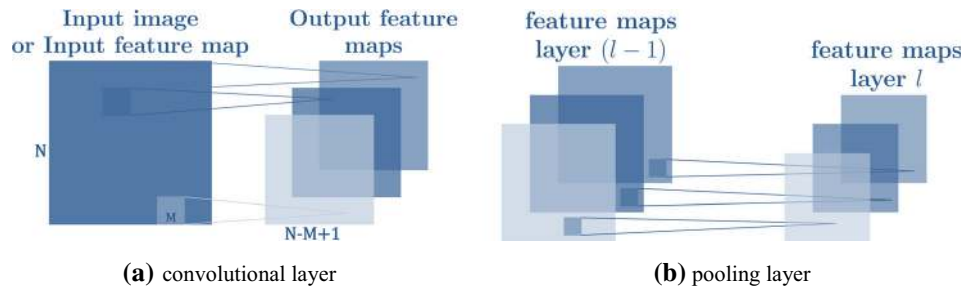 Input image
or Input feature map
Output feature
maps
N
M
N-M+1
(a) convolutional layer
feature maps
layer (l − 1)
feature maps
layer l
(b) pooling layer